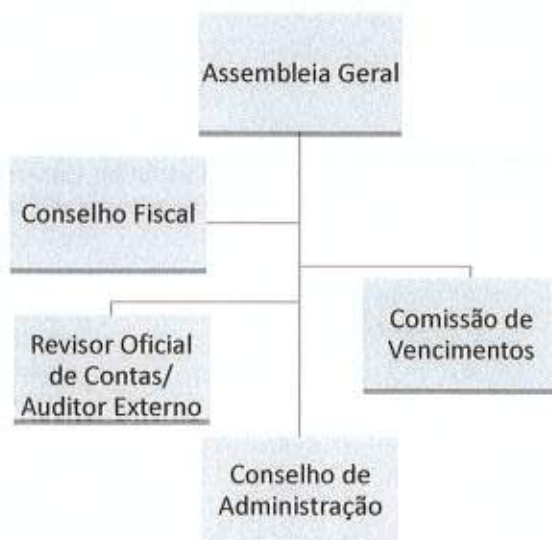 Assembleia Geral
Conselho Fiscal
Comissão de
Vencimentos
Revisor Oficial
de Contas/
Auditor Externo
Conselho de
Administração